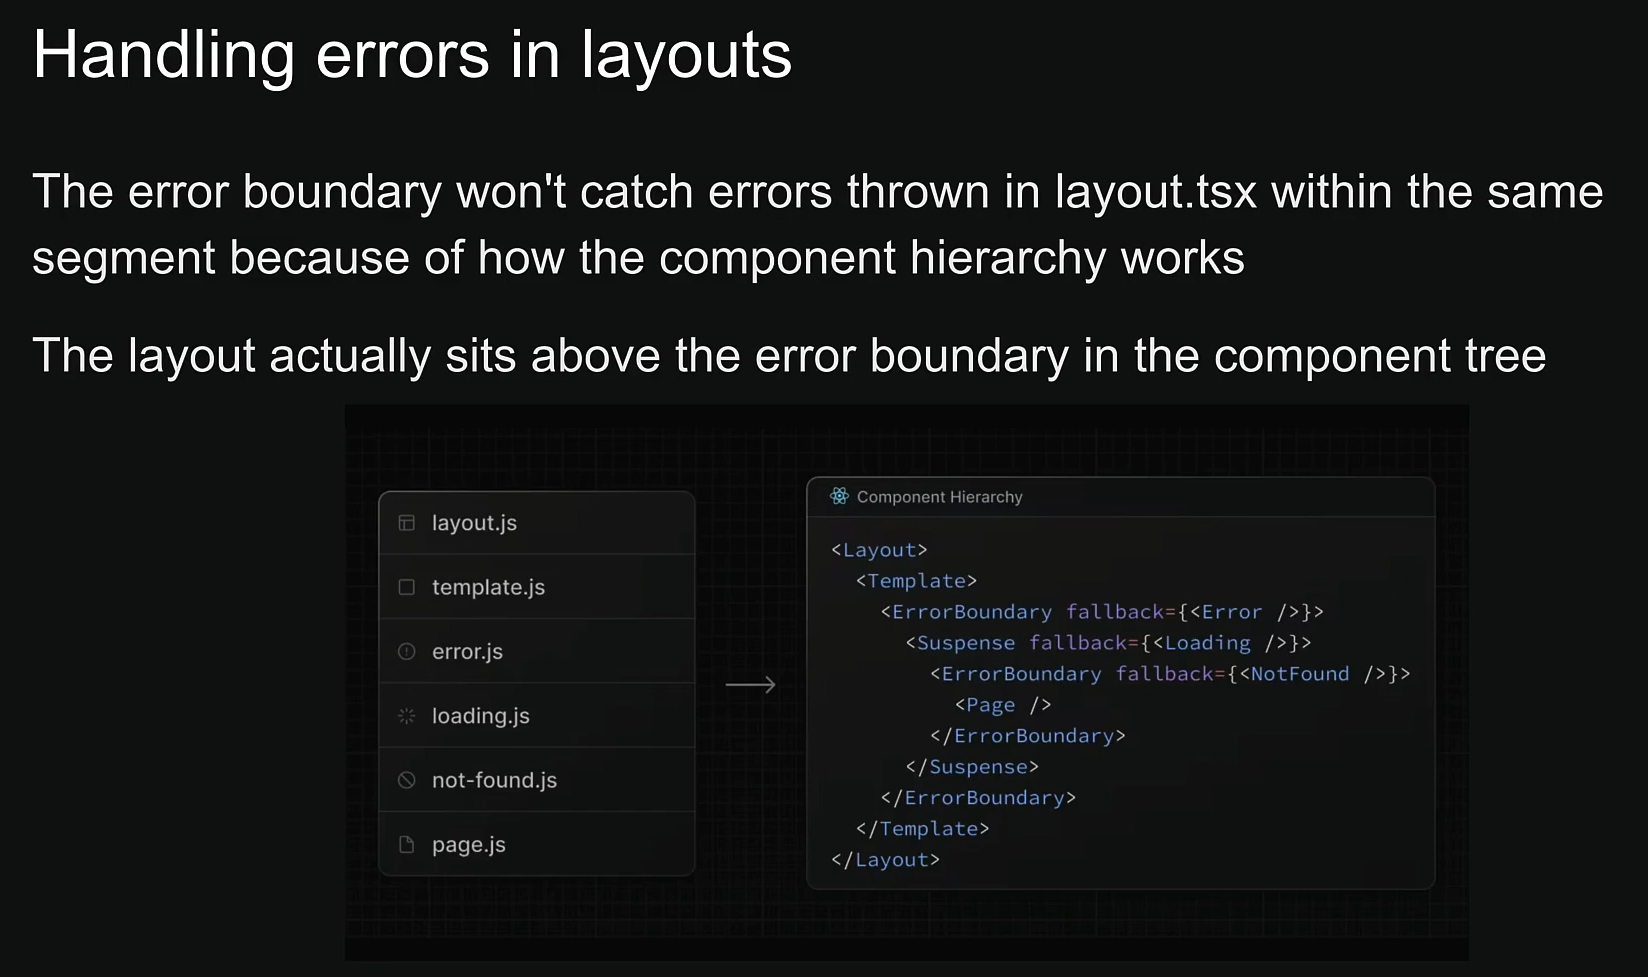 Handling errors in layouts
The error boundary won't catch errors thrown in layout.tsx within the same
segment because of how the component hierarchy works
The layout actually sits above the error boundary in the component tree
layout.js
template.js
error.js
loading.js
not-found.js
page.js
Component Hierarchy
<Layout>
<Template>
<ErrorBoundary fallback={<Error />}>
<Suspense fallback={<Loading />}>
<ErrorBoundary fallback={<NotFound />}>
<Page />
</ErrorBoundary>
</Suspense>
</ErrorBoundary>
</Template>
</Layout>